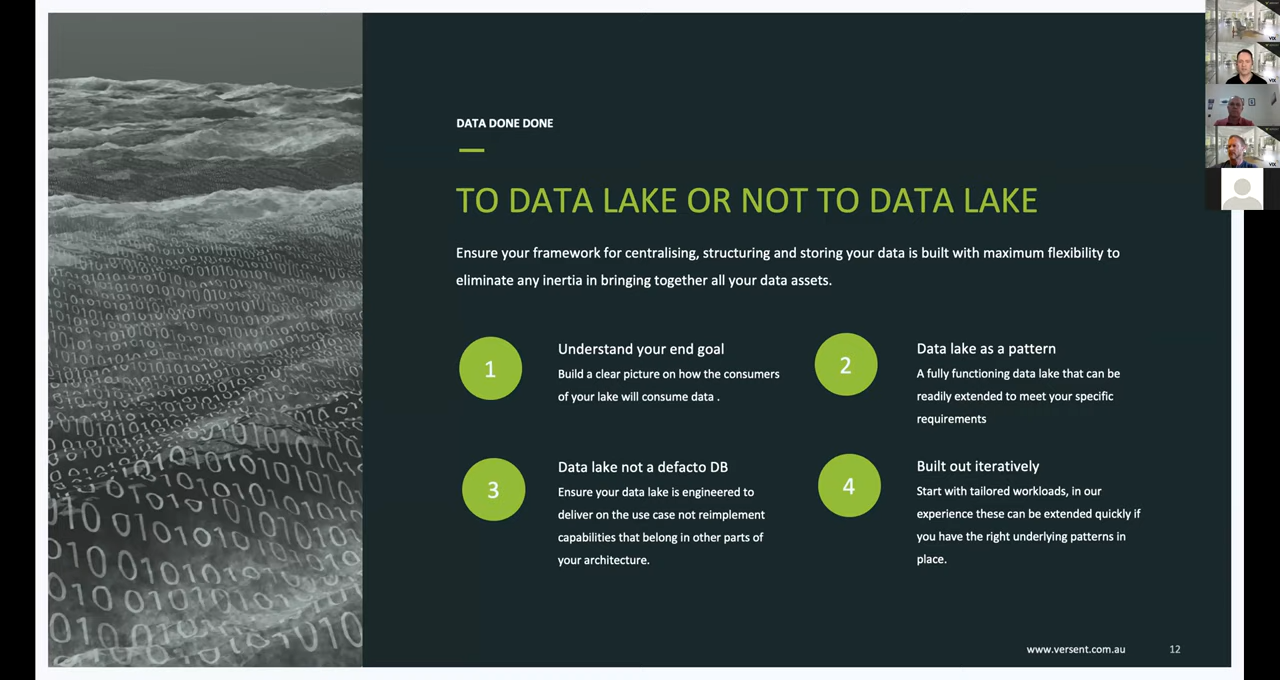 DATA DONE DONE
TO DATA LAKE OR NOT TO DATA LAKE
Ensure your framework for centralising, structuring and storing your data is built with maximum flexibility to
eliminate any inertia in bringing together all your data assets.
1
Understand your end goal
Build a clear picture on how the consumers
of your lake will consume data .
2
Data lake as a pattern
A fully functioning data lake that can be
readily extended to meet your specific
requirements
3
Data lake not a defacto DB
Ensure your data lake is engineered to
deliver on the use case not reimplement
capabilities that belong in other parts of
your architecture.
4
Built out iteratively
Start with tailored workloads, in our
experience these can be extended quickly if
you have the right underlying patterns in
place.
www.versent.com.au
12